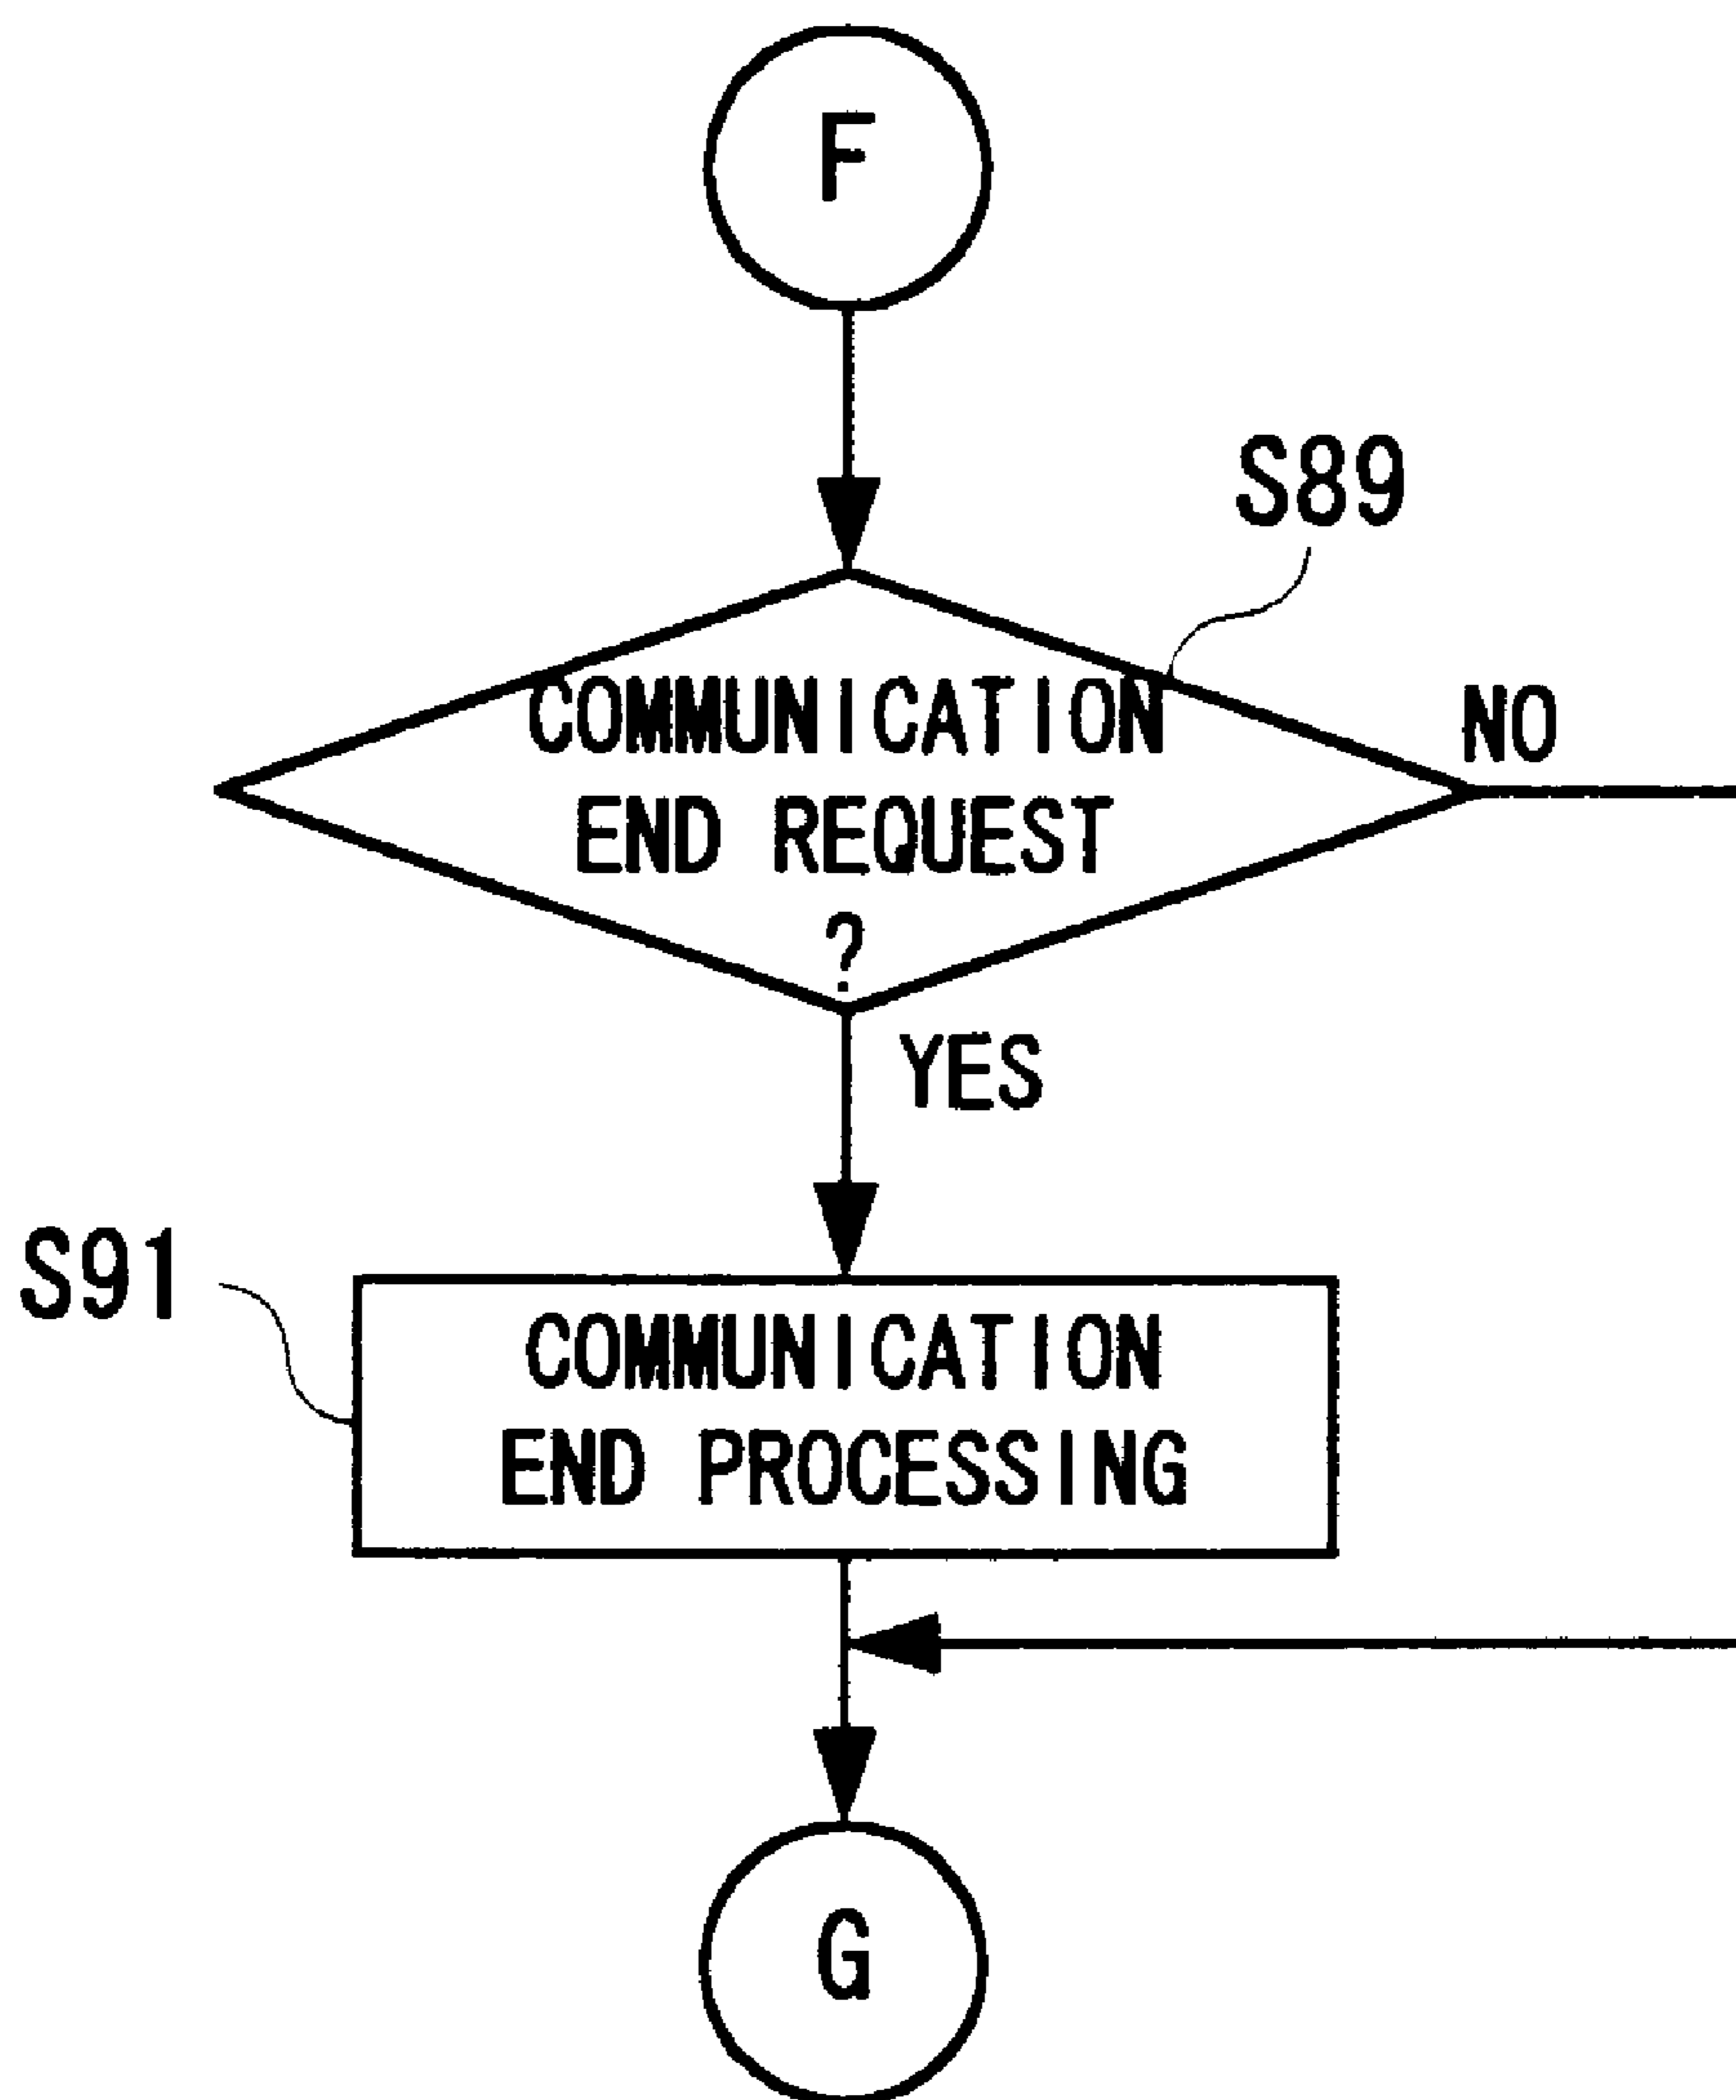 F
S89
COMMUNICATION
END REQUEST
?
NO
YES
S91
COMMUNICATION
END PROCESSING
G